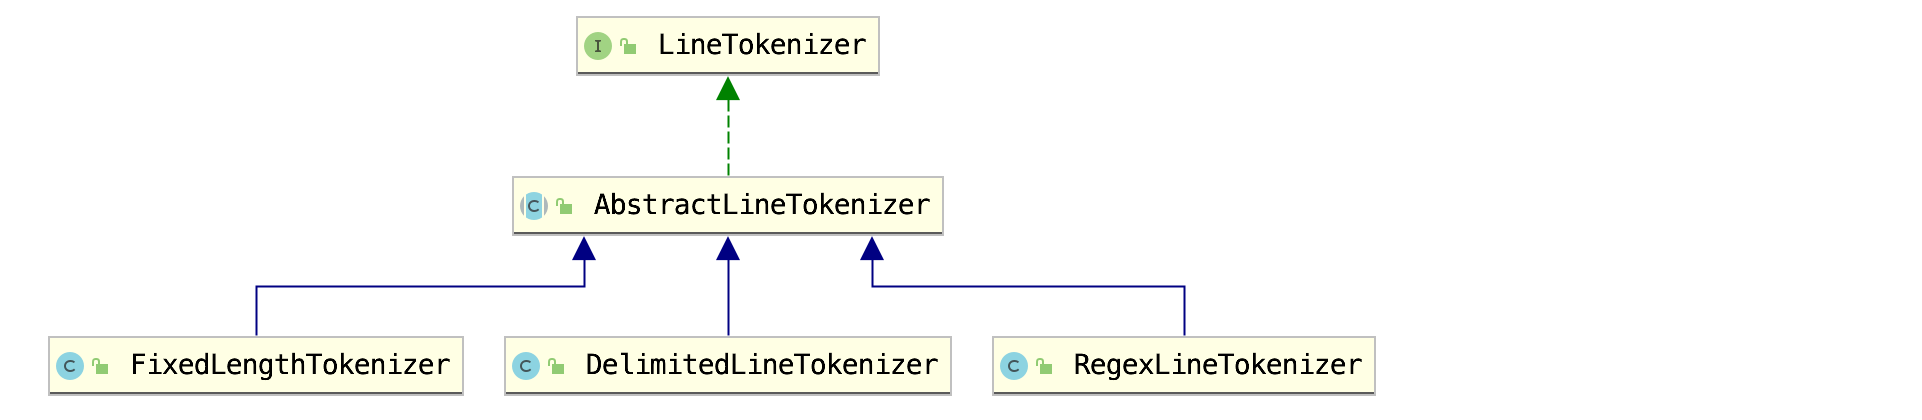 I LineTokenizer
C AbstractLineTokenizer
C FixedLengthTokenizer
C DelimitedLineTokenizer
C RegexLineTokenizer